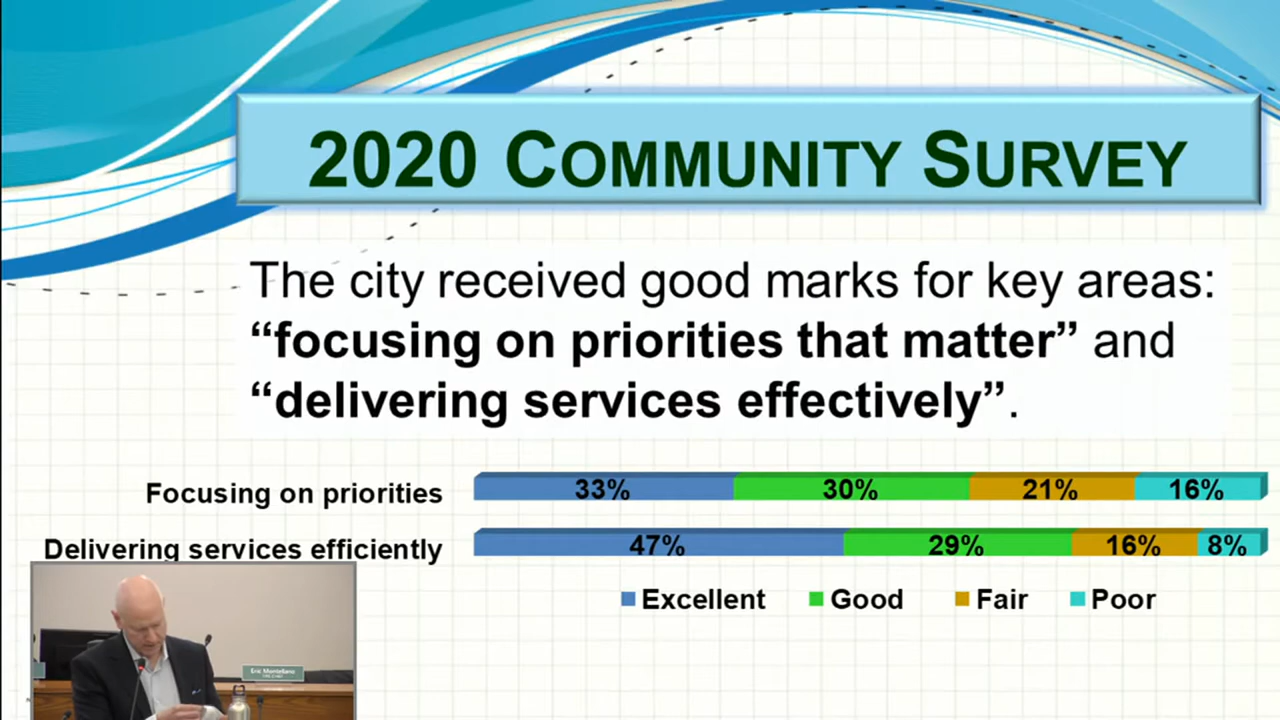 2020 COMMUNITY SURVEY
The city received good marks for key areas:
“focusing on priorities that matter” and
“delivering services effectively”.
Focusing on priorities 33% 30% 21% 16%
Delivering services efficiently 47% 29% 16% 8%
Excellent Good Fair Poor